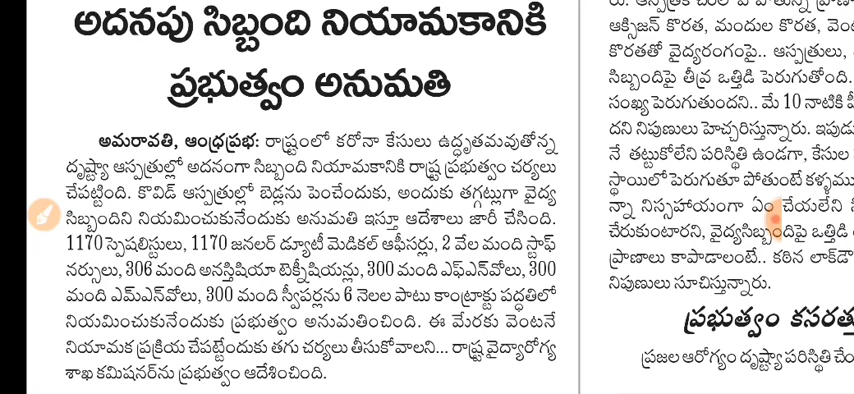 అదనపు సిబ్బంది నియామకానికి
ప్రభుత్వం అనుమతి
అమరావతి, ఆంధ్రప్రభ: రాష్ట్రంలో కరోనా కేసులు ఉద్ధృతమవుతోన్న
దృష్ట్యా ఆస్పత్రుల్లో అదనంగా సిబ్బంది నియామకానికి రాష్ట్ర ప్రభుత్వం చర్యలు
చేపట్టింది. కొవిడ్ ఆస్పత్రుల్లో బెడ్లను పెంచేందుకు, అందుకు తగ్గట్లుగా వైద్య
సిబ్బందిని నియమించుకునేందుకు అనుమతి ఇస్తూ ఆదేశాలు జారీ చేసింది.
1170 స్పెషలిస్టులు, 1170 జనరల్ డ్యూటీ మెడికల్ ఆఫీసర్లు, 2 వేల మంది స్టాఫ్
నర్సులు, 306 మంది అనస్తిషియా టెక్నీషియన్లు, 300 మంది ఎఫ్ఎన్వోలు, 300
మంది ఎమ్ఎన్వోలు, 300 మంది స్వీపర్లను 6 నెలల పాటు కాంట్రాక్టు పద్ధతిలో
నియమించుకునేందుకు ప్రభుత్వం అనుమతించింది. ఈ మేరకు వెంటనే
నియామక ప్రక్రియ చేపట్టేందుకు తగు చర్యలు తీసుకోవాలని... రాష్ట్ర వైద్యారోగ్య
శాఖ కమిషనర్‌ను ప్రభుత్వం ఆదేశించింది.
ఆక్సిజన్ కొరత, మందుల కొరత,
కొరతతో వైద్యరంగంపై.. ఆస్పత్రులు,
సిబ్బందిపై తీవ్ర ఒత్తిడి పెరుగుతోంది.
సంఖ్య పెరుగుతుందని.. మే 10 నాటికి
దని నిపుణులు హెచ్చరిస్తున్నారు.
నే తట్టుకోలేని పరిస్థితి ఉండగా, కేసుల
స్థాయిలో పెరుగుతూ పోతుంటే
న్నా నిస్సహాయంగా ఏం చేయలేని
చేరుకుంటారని, వైద్యసిబ్బందిపై ఒత్తిడి
ప్రాణాలు కాపాడాలంటే.. కఠిన
నిపుణులు సూచిస్తున్నారు.
ప్రభుత్వం
ప్రజల ఆరోగ్యం దృష్ట్యా పరిస్థితి